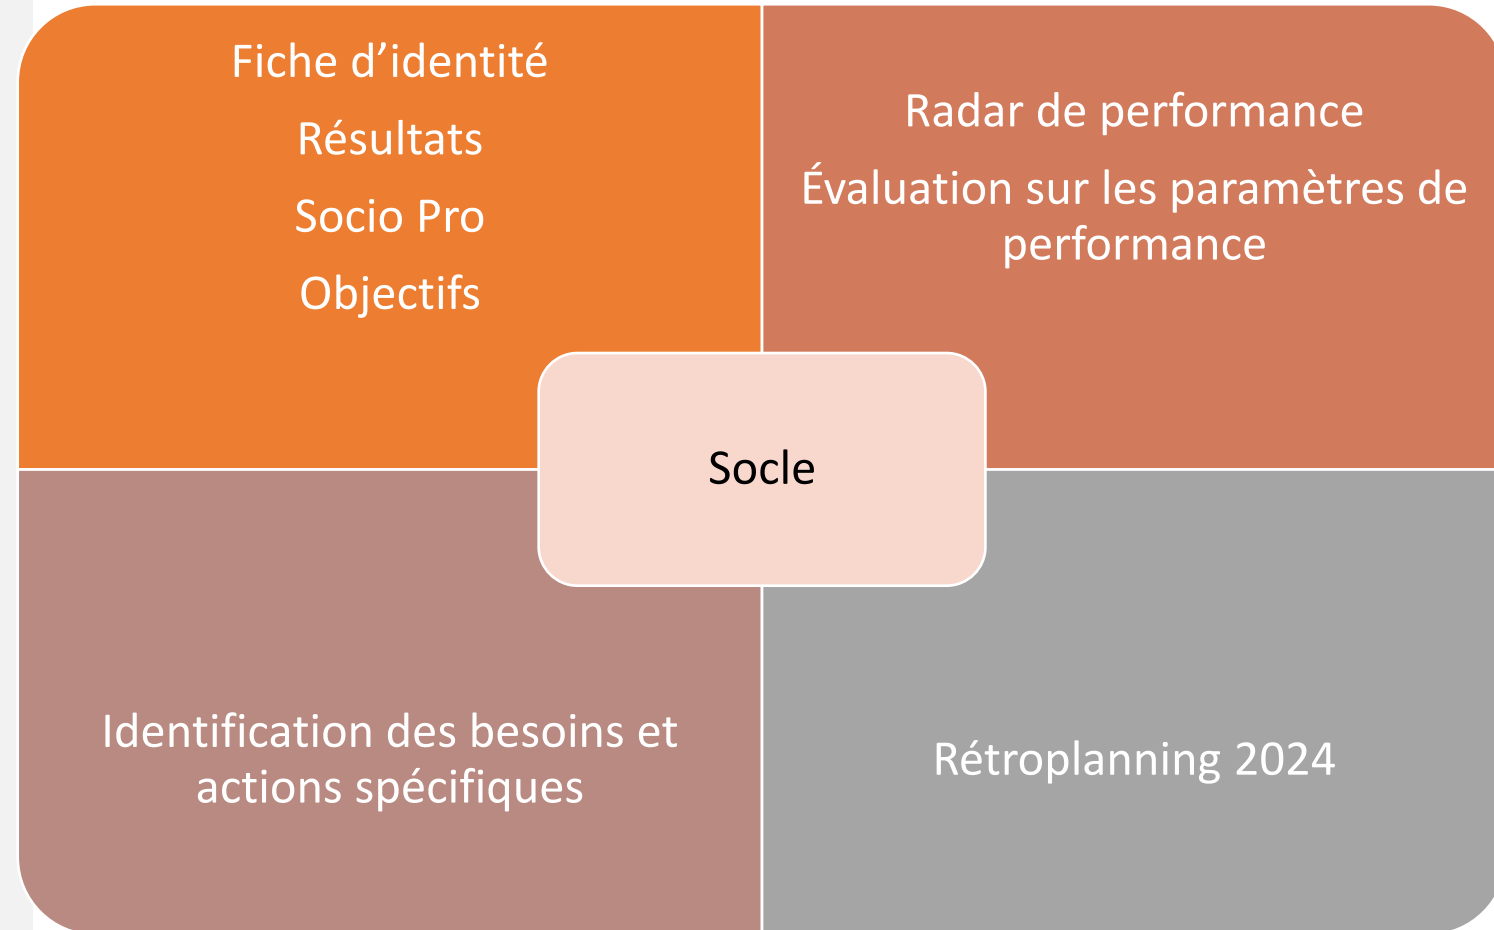 Fiche d’identité
Résultats
Socio Pro
Objectifs
Radar de performance
Évaluation sur les paramètres de
performance
Socle
Identification des besoins et
actions spécifiques
Rétroplanning 2024